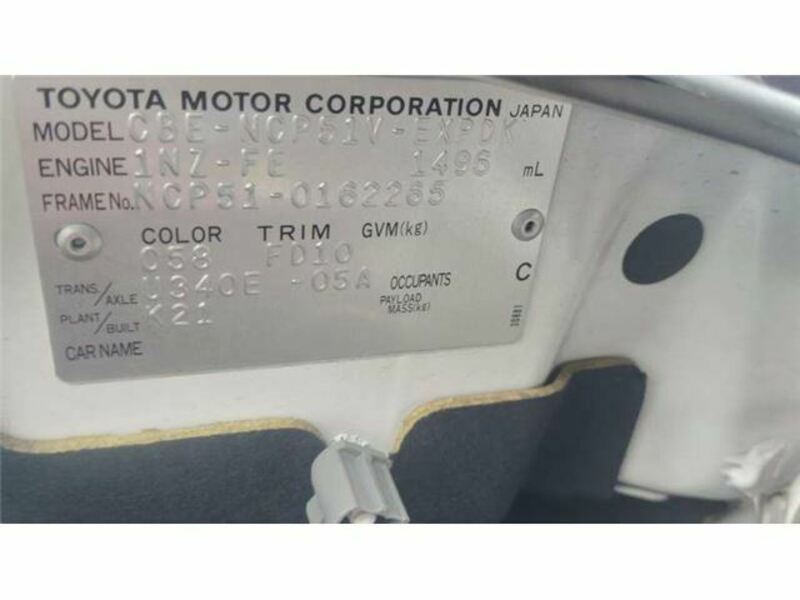 TOYOTA MOTOR CORPORATION JAPAN
MODEL CBE-NCP51V-EXPDK
ENGINE 1NZ-FE 1496 mL
FRAME No. NCP51-0162265
COLOR TRIM GVM(kg)
058 FD10
TRANS./AXLE U340E -05A OCCUPANTS C
PAYLOAD MASS(kg)
PLANT/BUILT K21
CAR NAME